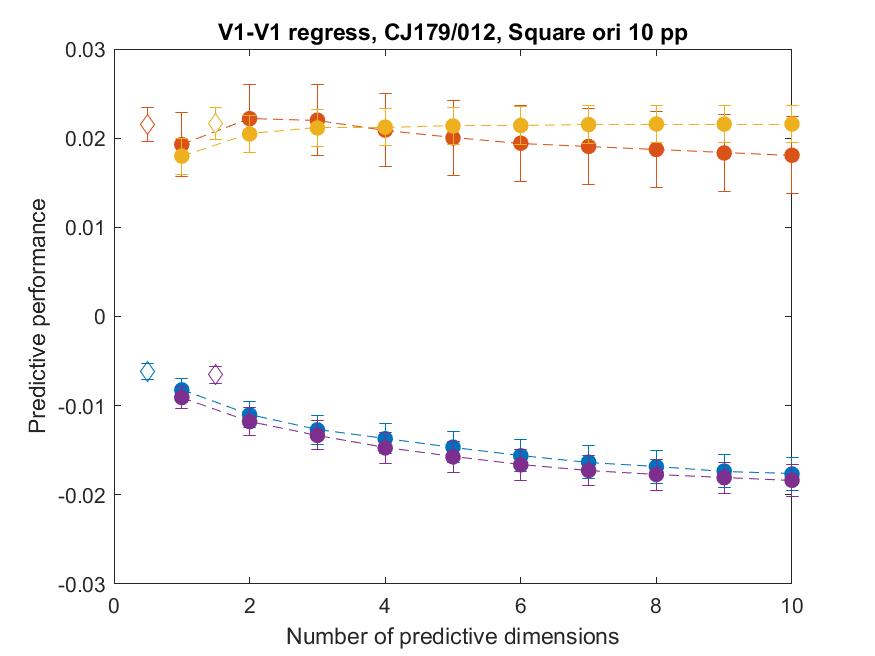 V1-V1 regress, CJ179/012, Square ori 10 pp
0.03
0.02
0.01
0
-0.01
-0.02
-0.03
Predictive performance
0 2 4 6 8 10
Number of predictive dimensions